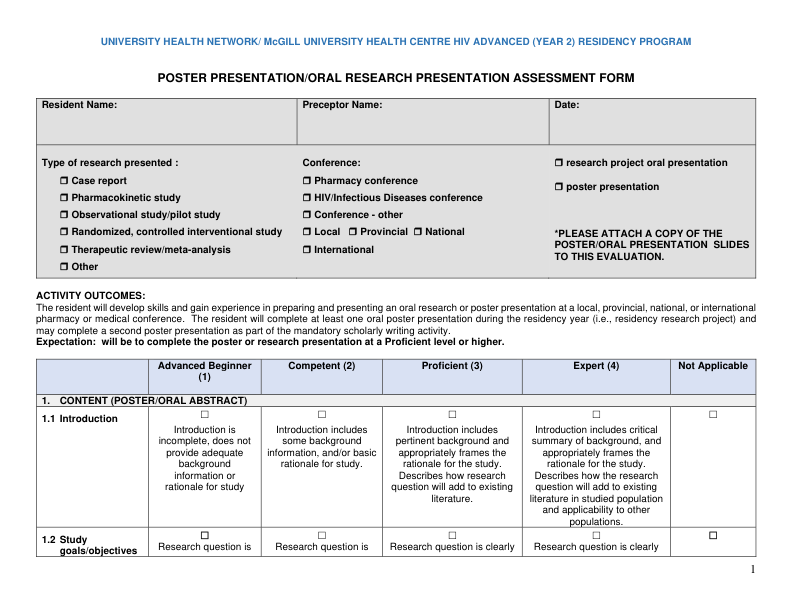 UNIVERSITY HEALTH NETWORK/ McGILL UNIVERSITY HEALTH CENTRE HIV ADVANCED (YEAR 2) RESIDENCY PROGRAM
POSTER PRESENTATION/ORAL RESEARCH PRESENTATION ASSESSMENT FORM
Resident Name:
Preceptor Name:
Date:
Type of research presented :
❒ Case report
❒ Pharmacokinetic study
❒ Observational study/pilot study
❒ Randomized, controlled interventional study
❒ Therapeutic review/meta-analysis
❒ Other
Conference:
❒ Pharmacy conference
❒ HIV/Infectious Diseases conference
❒ Conference - other
❒ Local ❒ Provincial ❒ National
❒ International
❒ research project oral presentation
❒ poster presentation
*PLEASE ATTACH A COPY OF THE
POSTER/ORAL PRESENTATION SLIDES
TO THIS EVALUATION.
ACTIVITY OUTCOMES:
The resident will develop skills and gain experience in preparing and presenting an oral research or poster presentation at a local, provincial, national, or international
pharmacy or medical conference. The resident will complete at least one oral poster presentation during the residency year (i.e., residency research project) and
may complete a second poster presentation as part of the mandatory scholarly writing activity.
Expectation: will be to complete the poster or research presentation at a Proficient level or higher.
Advanced Beginner
(1)
Competent (2)
Proficient (3)
Expert (4)
Not Applicable
1. CONTENT (POSTER/ORAL ABSTRACT)
1.1 Introduction
☐
Introduction is
incomplete, does not
provide adequate
background
information or
rationale for study
☐
Introduction includes
some background
information, and/or basic
rationale for study.
☐
Introduction includes
pertinent background and
appropriately frames the
rationale for the study.
Describes how research
question will add to existing
literature.
☐
Introduction includes critical
summary of background, and
appropriately frames the
rationale for the study.
Describes how the research
question will add to existing
literature in studied population
and applicability to other
populations.
☐
1.2 Study
goals/objectives
☐
Research question is
☐
Research question is
☐
Research question is clearly
☐
Research question is clearly
☐
1